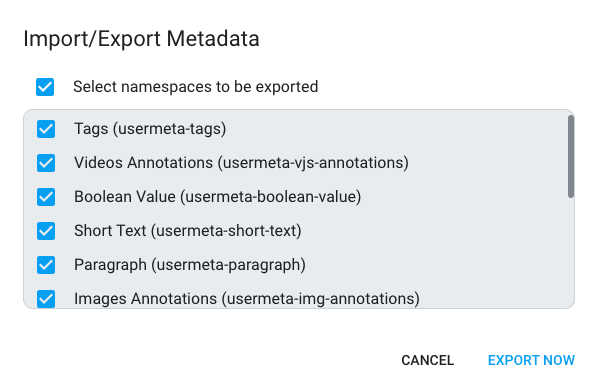 Import/Export Metadata
Select namespaces to be exported
Tags (usermeta-tags)
Videos Annotations (usermeta-vjs-annotations)
Boolean Value (usermeta-boolean-value)
Short Text (usermeta-short-text)
Paragraph (usermeta-paragraph)
Images Annotations (usermeta-img-annotations)
CANCEL EXPORT NOW